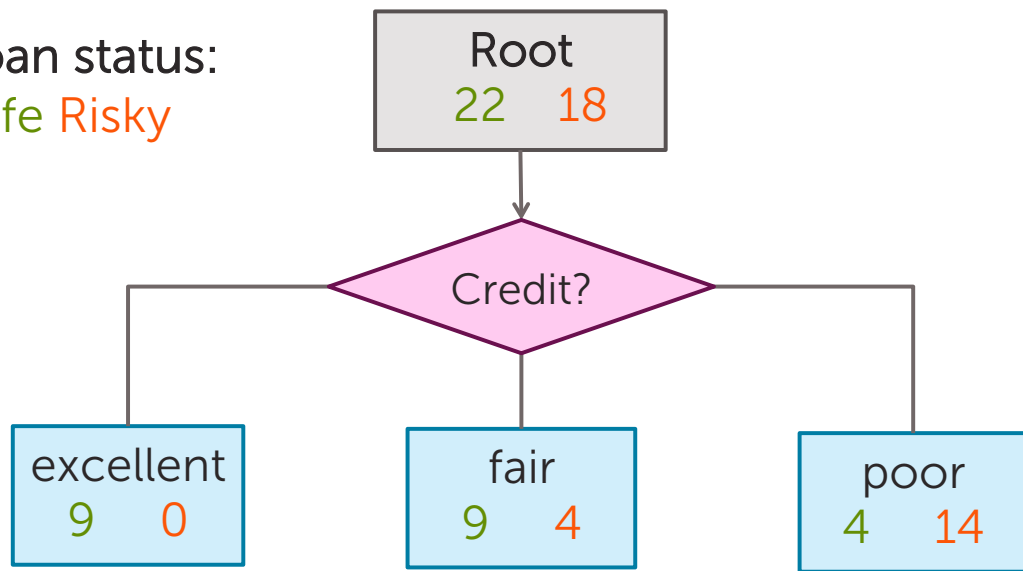 oan status:
fe Risky
Root
22 18
Credit?
excellent
9 0
fair
9 4
poor
4 14